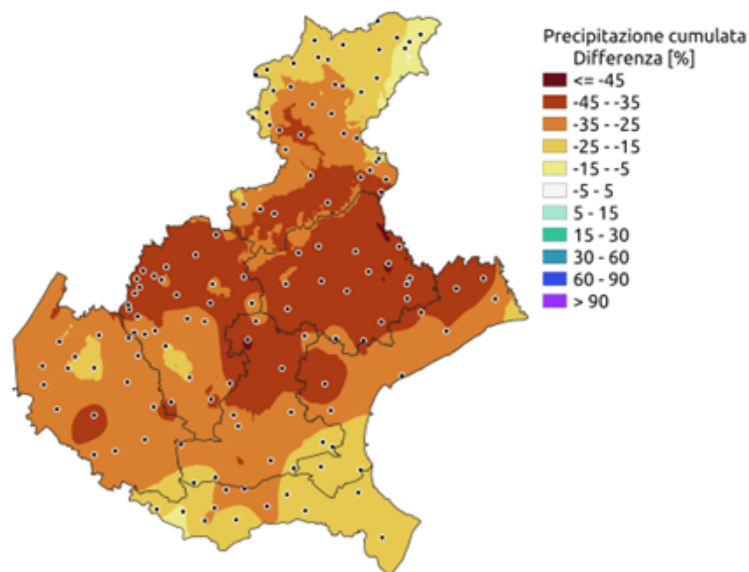 Precipitazione cumulata
Differenza [%]
<= -45
-45 - -35
-35 - -25
-25 - -15
-15 - -5
-5 - 5
5 - 15
15 - 30
30 - 60
60 - 90
> 90